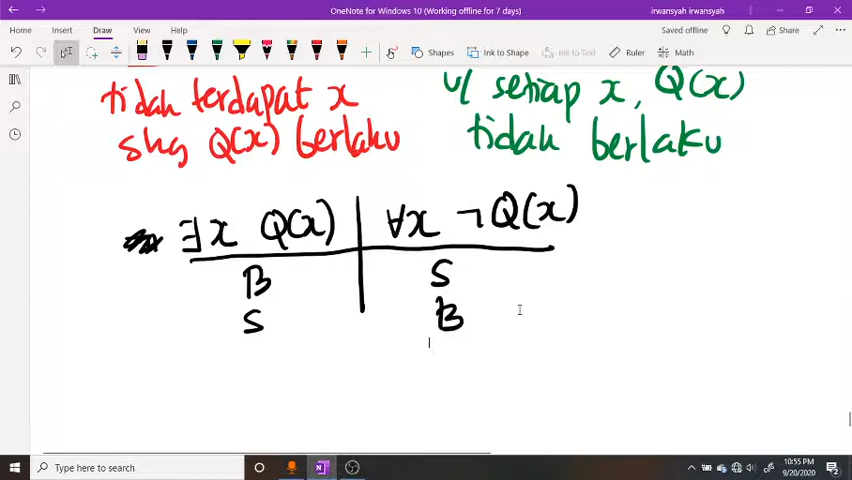 OneNote for Windows 10 (Working offline for 7 days)
irwansyah irwansyah
Home Insert Draw View Help
Saved offline Share
Shapes Ink to Shape Ink to Text Ruler Math
tidak terdapat x
shg Q(x) berlaku
u/ setiap x, Q(x)
tidak berlaku
∃x Q(x) ∀x ¬Q(x)
B S
S B
Type here to search
10:55 PM
9/20/2020
2